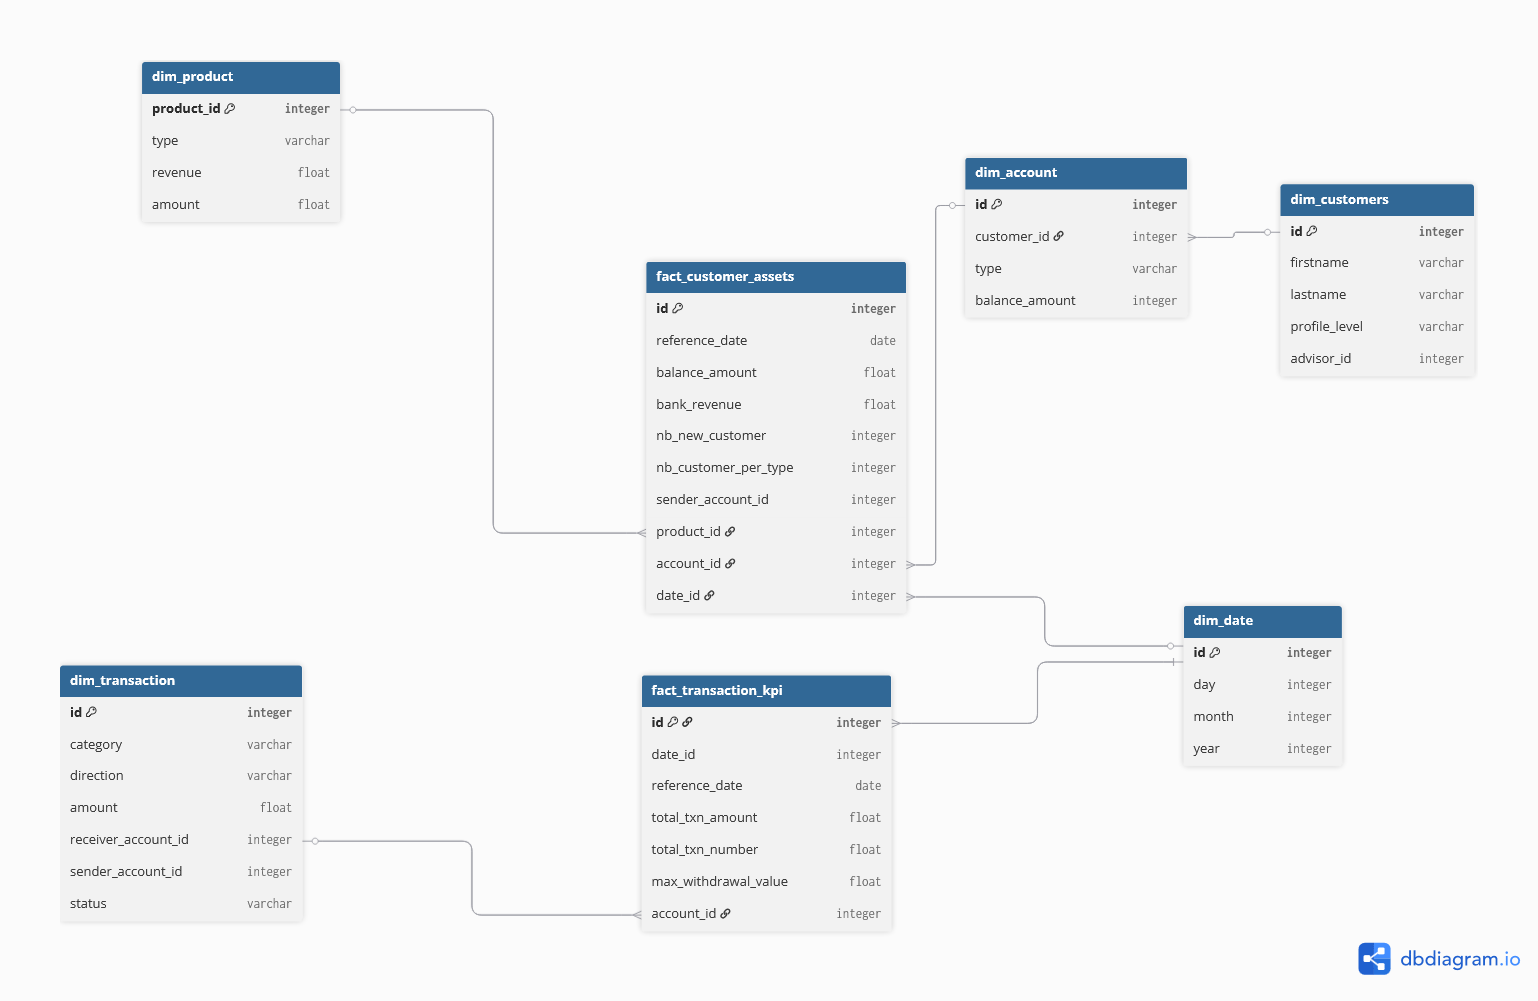 dim_product
product_id integer
type varchar
revenue float
amount float
dim_account
id integer
customer_id integer
type varchar
balance_amount integer
dim_customers
id integer
firstname varchar
lastname varchar
profile_level varchar
advisor_id integer
fact_customer_assets
id integer
reference_date date
balance_amount float
bank_revenue float
nb_new_customer integer
nb_customer_per_type integer
sender_account_id integer
product_id integer
account_id integer
date_id integer
dim_date
id integer
day integer
month integer
year integer
dim_transaction
id integer
category varchar
direction varchar
amount float
receiver_account_id integer
sender_account_id integer
status varchar
fact_transaction_kpi
id integer
date_id integer
reference_date date
total_txn_amount float
total_txn_number float
max_withdrawal_value float
account_id integer
dbdiagram.io